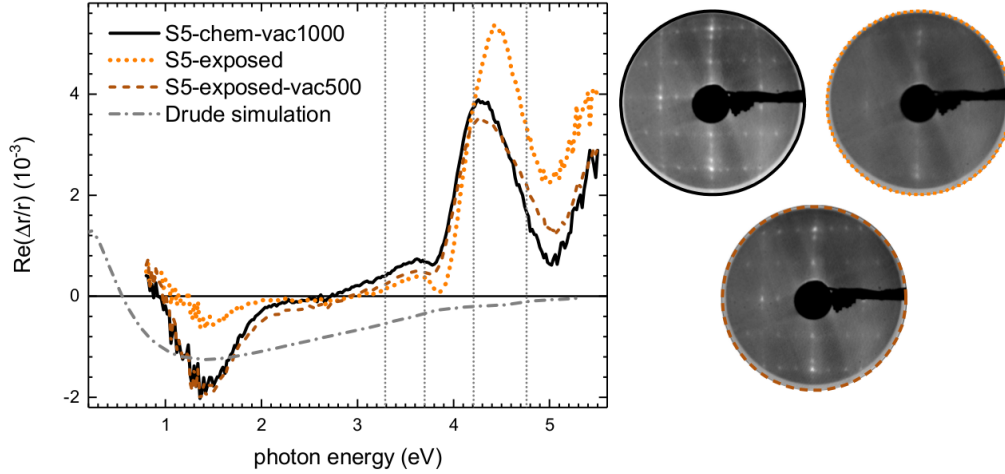 S5-chem-vac1000
S5-exposed
S5-exposed-vac500
Drude simulation
Re(Δr/r) (10⁻³)
4
2
0
-2
1 2 3 4 5
photon energy (eV)